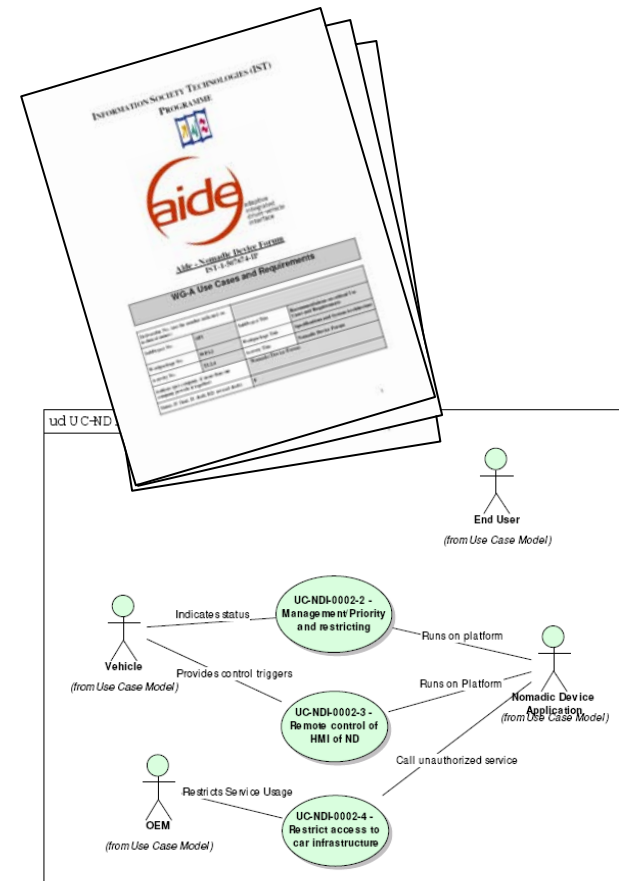 INFORMATION SOCIETY TECHNOLOGIES (IST)
PROGRAMME
aide
adaptive
integrated
driver-vehicle
interface
Aide - Nomadic Device Forum
IST-1-507674-IP
WG-A Use Cases and Requirements
ud UC-ND
End User
(from Use Case Model)
UC-NDI-0002-2 -
Management/Priority
and restricting
Indicates status
Runs on platform
Vehicle
(from Use Case Model)
Provides control triggers
Runs on Platform
Nomadic Device
Application
(from Use Case Model)
UC-NDI-0002-3 -
Remote control of
HMI of ND
Call unauthorized service
Restricts Service Usage
OEM
(from Use Case Model)
UC-NDI-0002-4 -
Restrict access to
car infrastructure